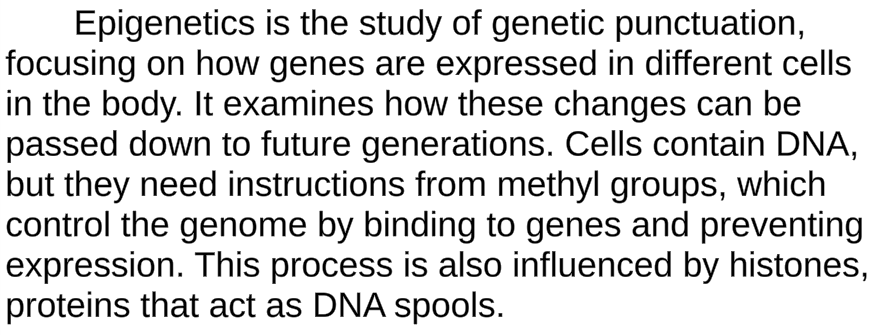 Epigenetics is the study of genetic punctuation,
focusing on how genes are expressed in different cells
in the body. It examines how these changes can be
passed down to future generations. Cells contain DNA,
but they need instructions from methyl groups, which
control the genome by binding to genes and preventing
expression. This process is also influenced by histones,
proteins that act as DNA spools.